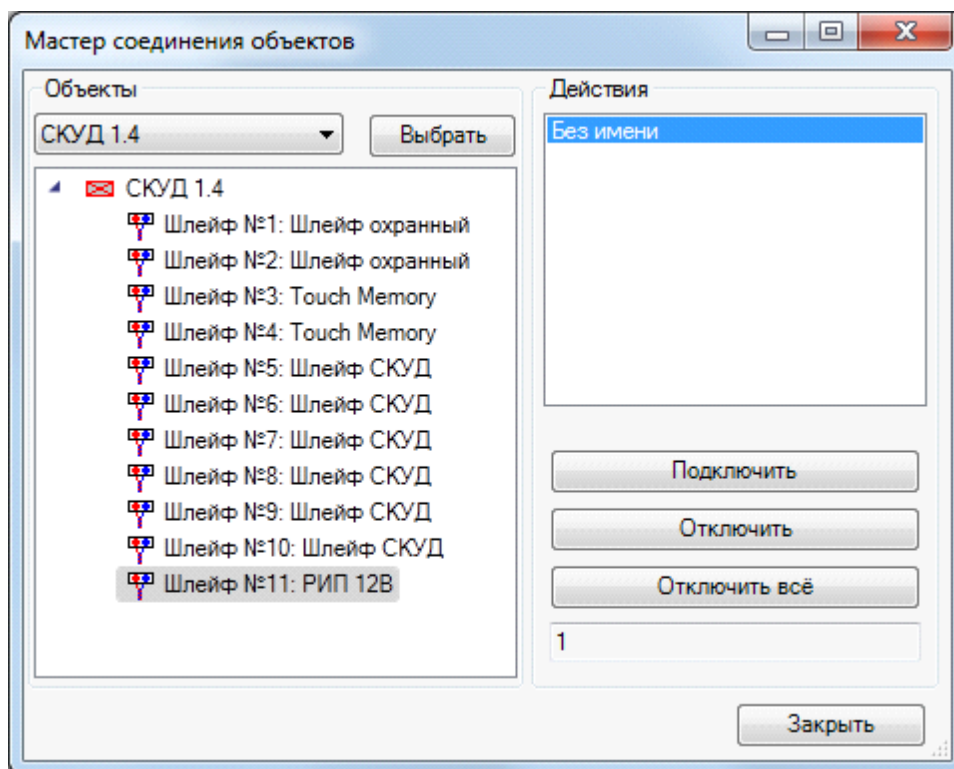 Мастер соединения объектов
Объекты
СКУД 1.4
Выбрать
СКУД 1.4
Шлейф №1: Шлейф охранный
Шлейф №2: Шлейф охранный
Шлейф №3: Touch Memory
Шлейф №4: Touch Memory
Шлейф №5: Шлейф СКУД
Шлейф №6: Шлейф СКУД
Шлейф №7: Шлейф СКУД
Шлейф №8: Шлейф СКУД
Шлейф №9: Шлейф СКУД
Шлейф №10: Шлейф СКУД
Шлейф №11: РИП 12В
Действия
Без имени
Подключить
Отключить
Отключить всё
1
Закрыть